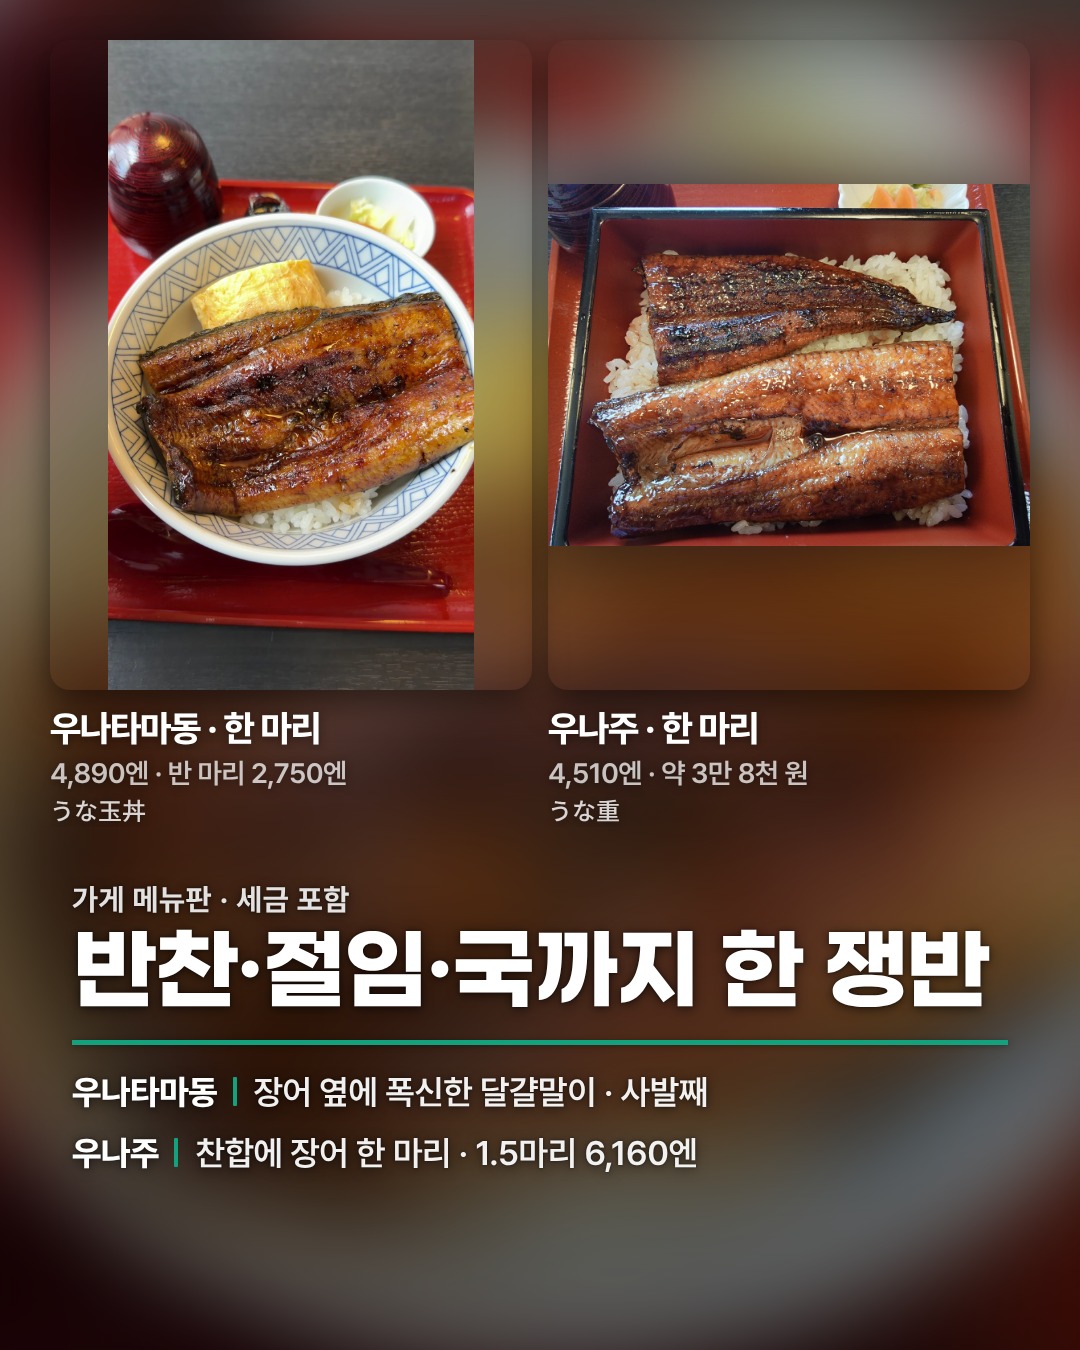 우나타마동 · 한 마리
4,890엔 · 반 마리 2,750엔
うな玉丼
우나주 · 한 마리
4,510엔 · 약 3만 8천 원
うな重
가게 메뉴판 · 세금 포함
반찬·절임·국까지 한 쟁반
우나타마동 | 장어 옆에 폭신한 달걀말이 · 사발째
우나주 | 찬합에 장어 한 마리 · 1.5마리 6,160엔